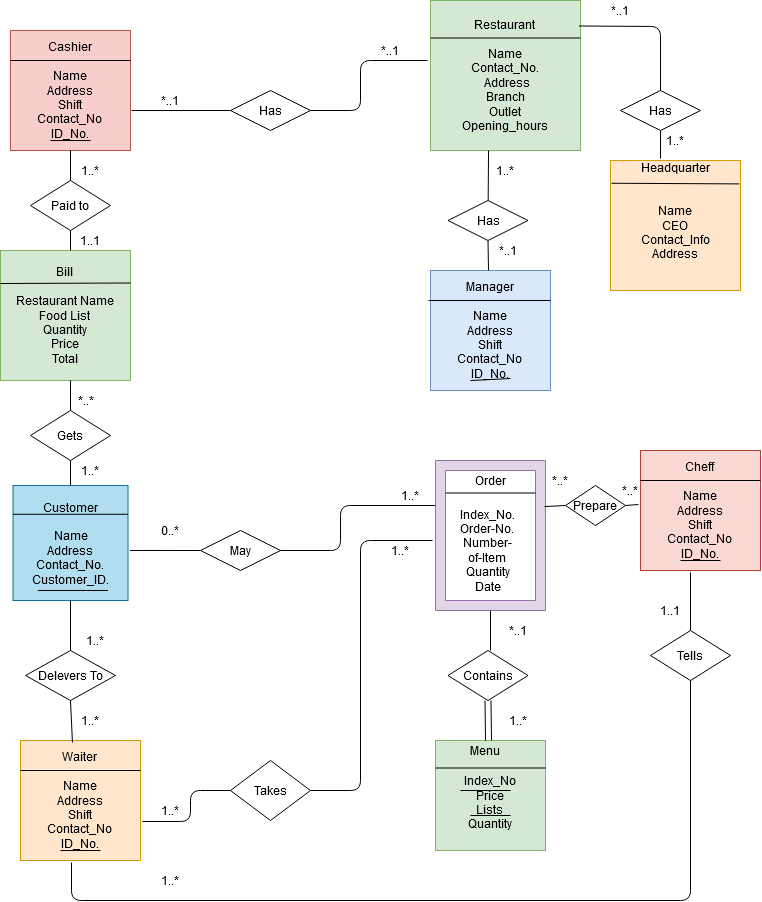 Restaurant
Name
Contact_No.
Address
Branch
Outlet
Opening_hours
*..1
Cashier
Name
Address
Shift
Contact_No
ID_No.
*..1
Has
*..1
Has
1..*
Headquarter
Name
CEO
Contact_Info
Address
1..*
Paid to
1..1
1..*
Has
*..1
Bill
Restaurant Name
Food List
Quantity
Price
Total
Manager
Name
Address
Shift
Contact_No
ID_No.
*..*
Gets
1..*
Customer
Name
Address
Contact_No.
Customer_ID.
0..*
May
1..*
1..*
Order
Index_No.
Order-No.
Number-
of-Item
Quantity
Date
*..*
Prepare
*..*
Cheff
Name
Address
Shift
Contact_No
ID_No.
1..*
Delevers To
1..*
*..1
Contains
1..*
1..1
Tells
Waiter
Name
Address
Shift
Contact_No
ID_No.
1..*
Takes
Menu
Index_No
Price
Lists
Quantity
1..*